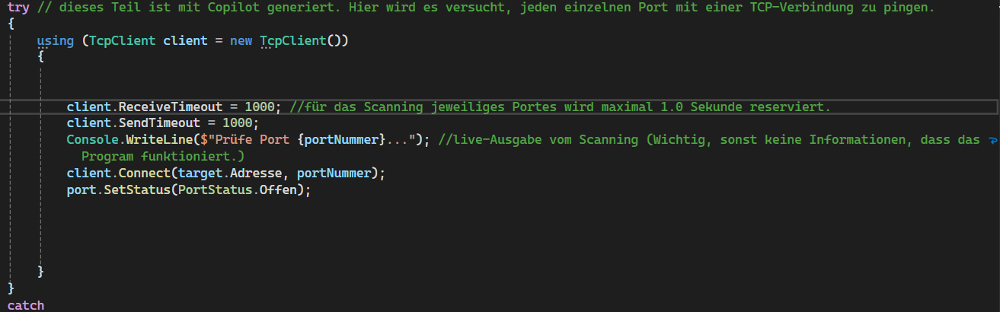 try // dieses Teil ist mit Copilot generiert. Hier wird es versucht, jeden einzelnen Port mit einer TCP-Verbindung zu pingen.
{
using (TcpClient client = new TcpClient())
{
client.ReceiveTimeout = 1000; //für das Scanning jeweiliges Portes wird maximal 1.0 Sekunde reserviert.
client.SendTimeout = 1000;
Console.WriteLine($"Prüfe Port {portNummer}..."); //live-Ausgabe vom Scanning (Wichtig, sonst keine Informationen, dass das
Program funktioniert.)
client.Connect(target.Adresse, portNummer);
port.SetStatus(PortStatus.Offen);
}
}
catch